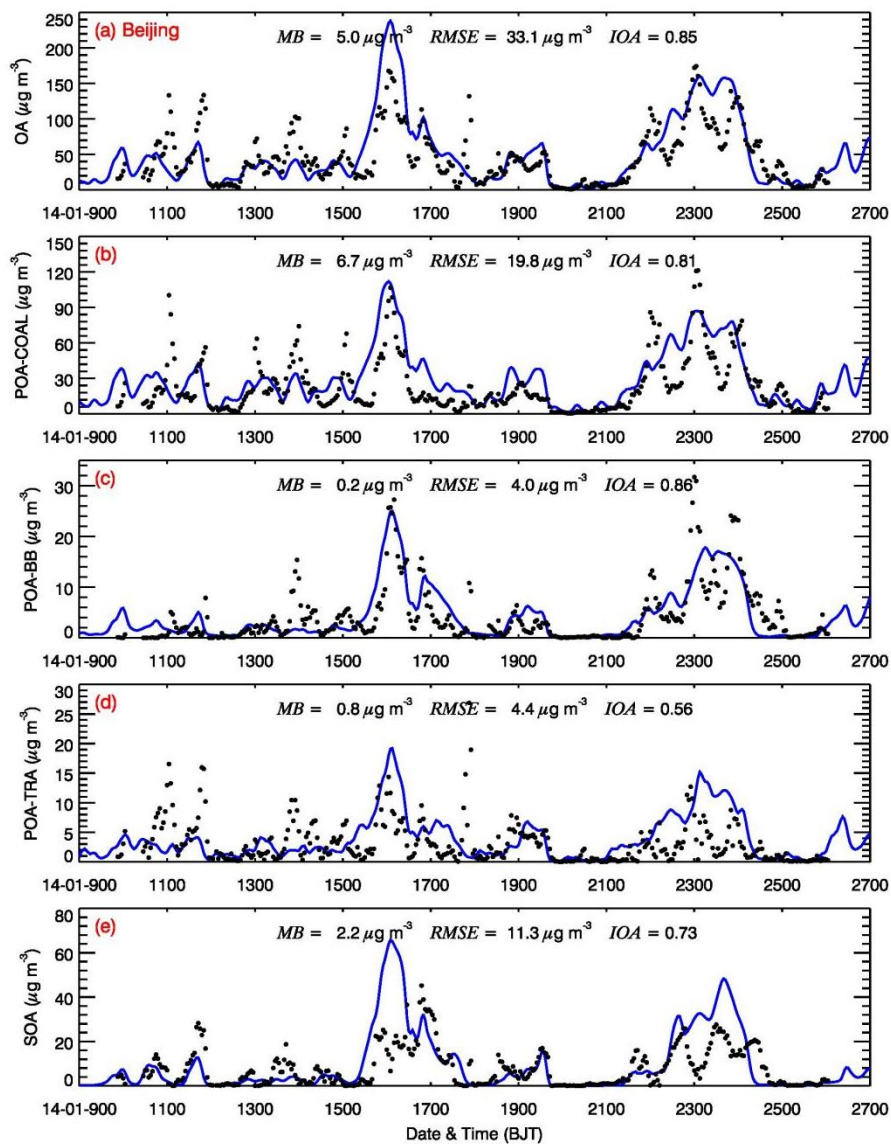 (a) Beijing
MB = 5.0 μg m-3 RMSE = 33.1 μg m-3 IOA = 0.85
OA (μg m-3)
250
200
150
100
50
0
14-01-900 1100 1300 1500 1700 1900 2100 2300 2700
(b)
MB = 6.7 μg m-3 RMSE = 19.8 μg m-3 IOA = 0.81
POA-COAL (μg m-3)
150
120
90
60
30
0
14-01-900 1100 1300 1500 1700 1900 2100 2300 2700
(c)
MB = 0.2 μg m-3 RMSE = 4.0 μg m-3 IOA = 0.86
POA-BB (μg m-3)
30
20
10
0
14-01-900 1100 1300 1500 1700 1900 2100 2300 2700
(d)
MB = 0.8 μg m-3 RMSE = 4.4 μg m-3 IOA = 0.56
POA-TRA (μg m-3)
30
25
20
15
10
5
0
14-01-900 1100 1300 1500 1700 1900 2100 2300 2700
(e)
MB = 2.2 μg m-3 RMSE = 11.3 μg m-3 IOA = 0.73
SOA (μg m-3)
80
60
40
20
0
14-01-900 1100 1300 1500 1700 1900 2100 2300 2700
Date & Time (BJT)